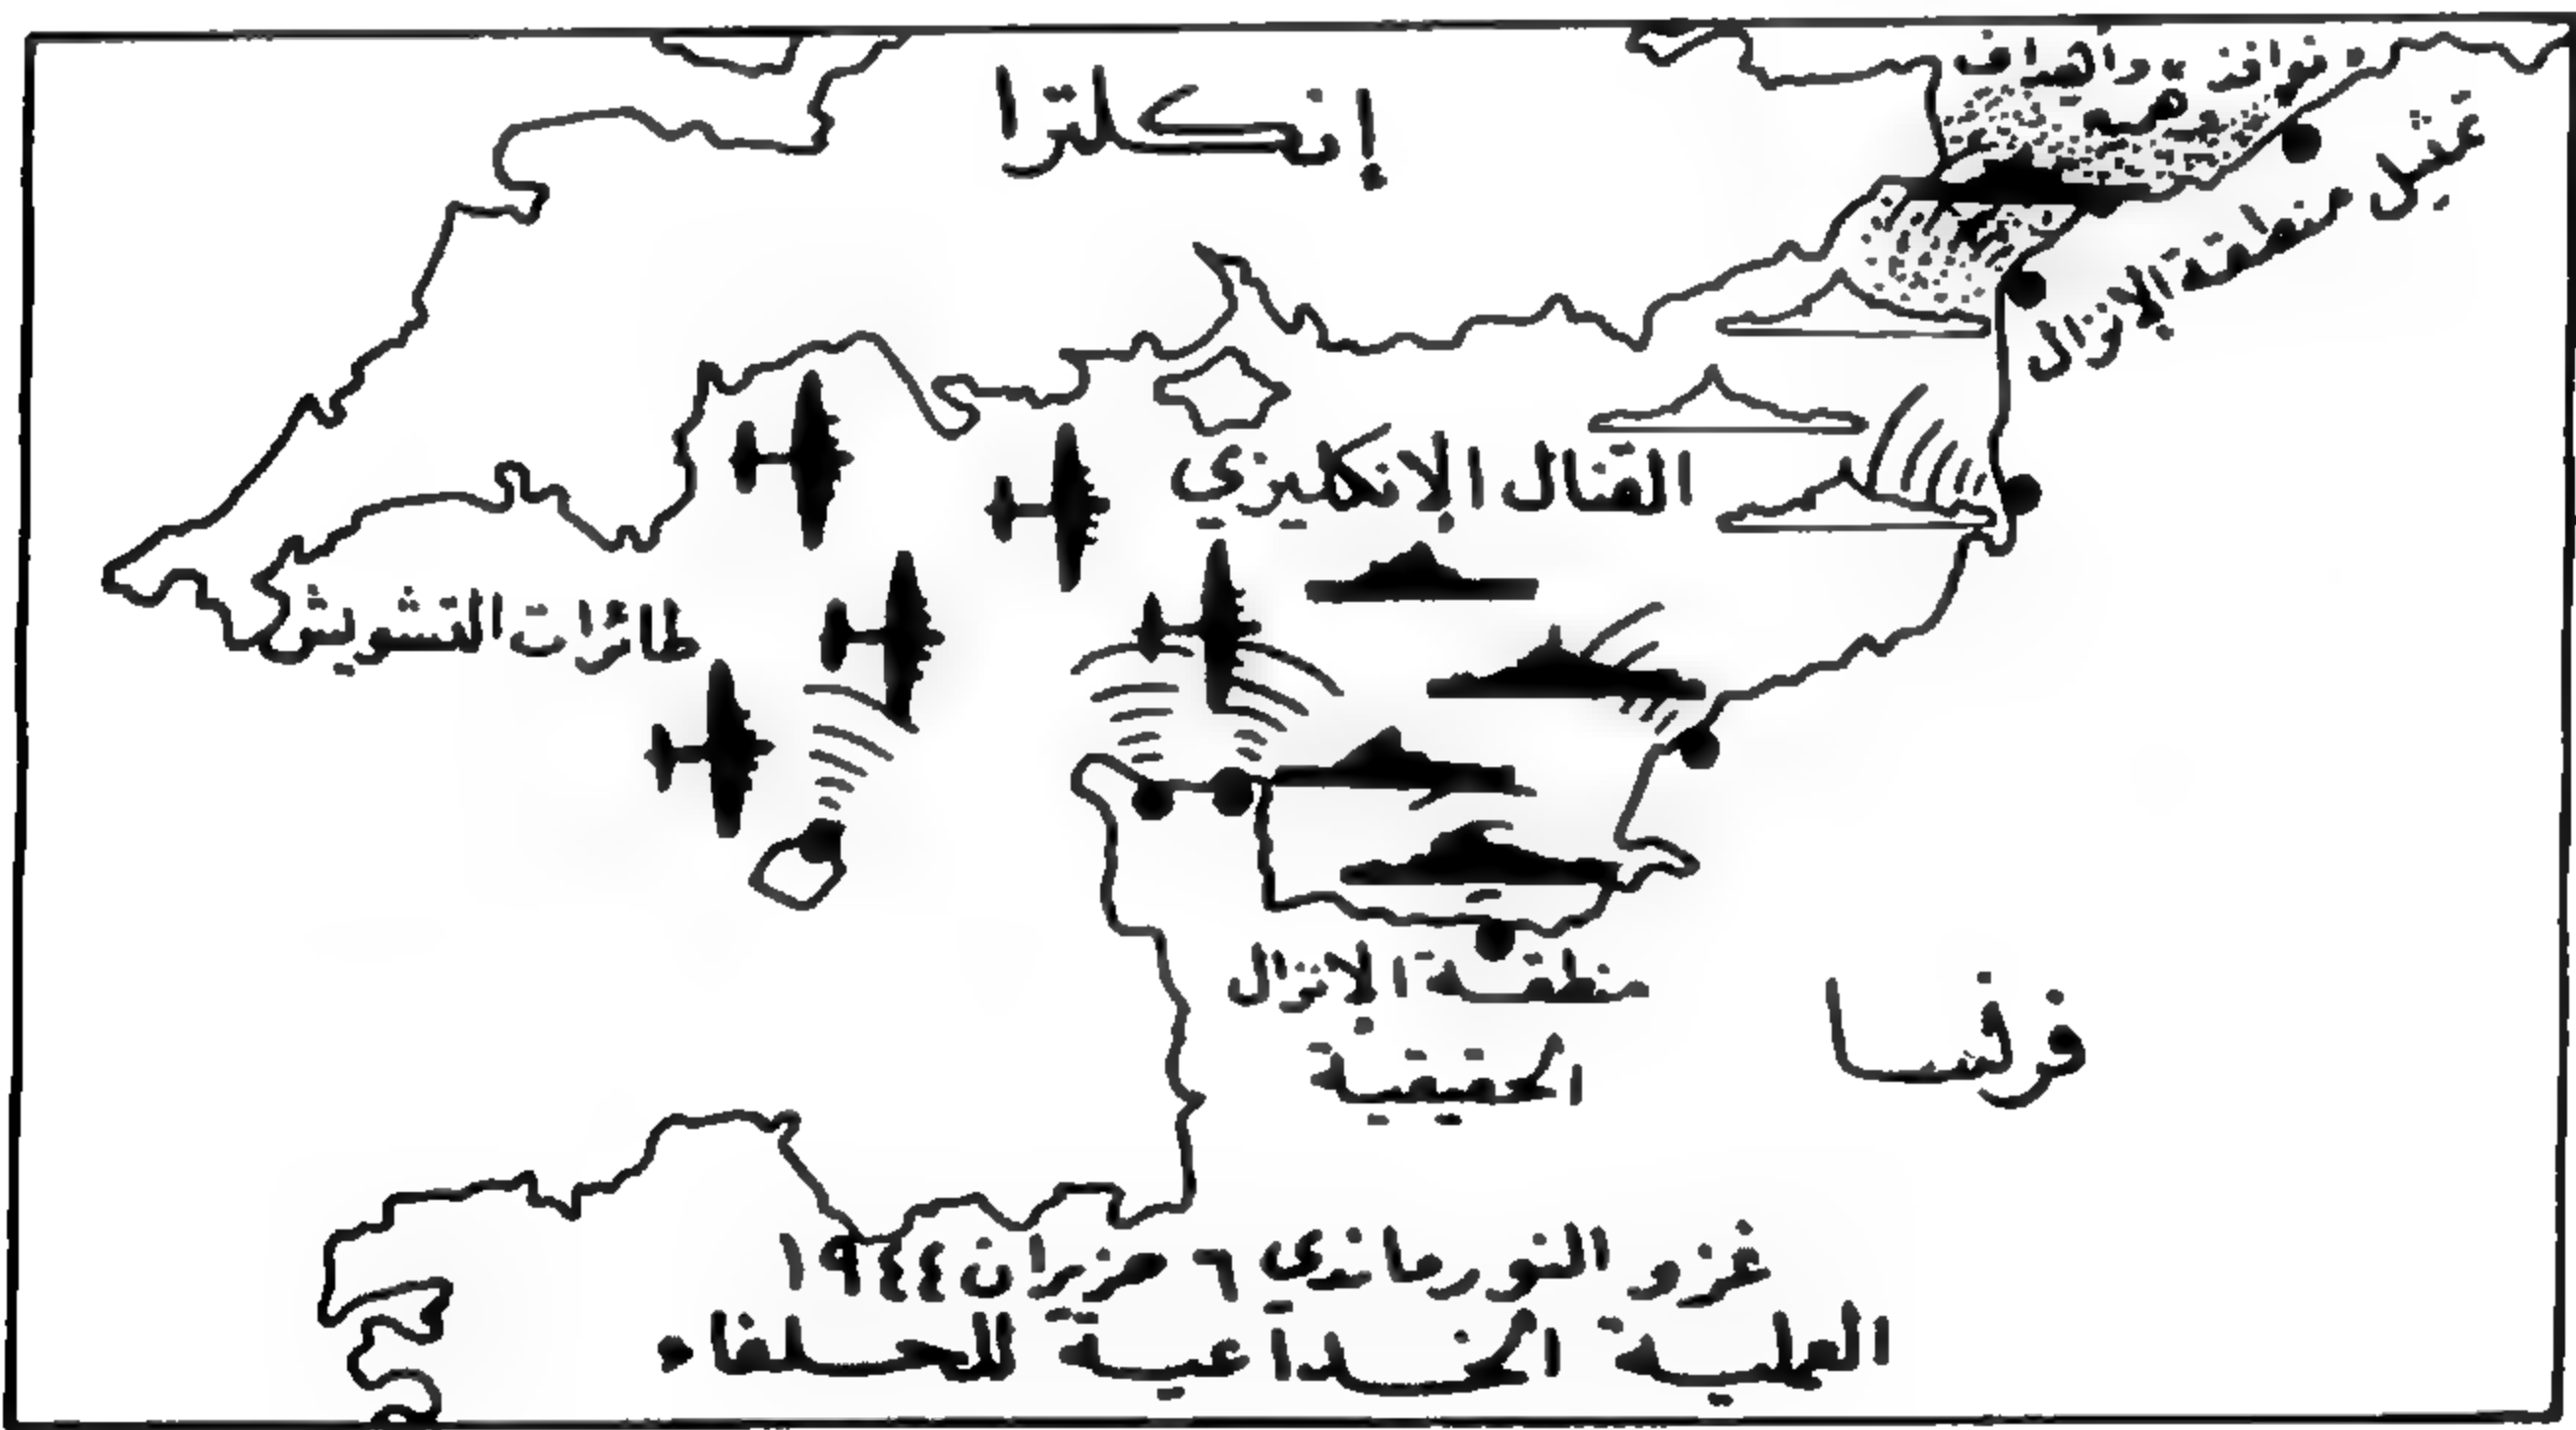 « نوافذ » وأهداف
وهمية
إنكلترا
تمثيل منطقة الإنزال
القنال الإنكليزي
طائرات التشويش
منطقة الإنزال
الحقيقية
فرنسا
غزو النورماندي ٦ حزيران ١٩٤٤
العملية الخداعية للحلفاء